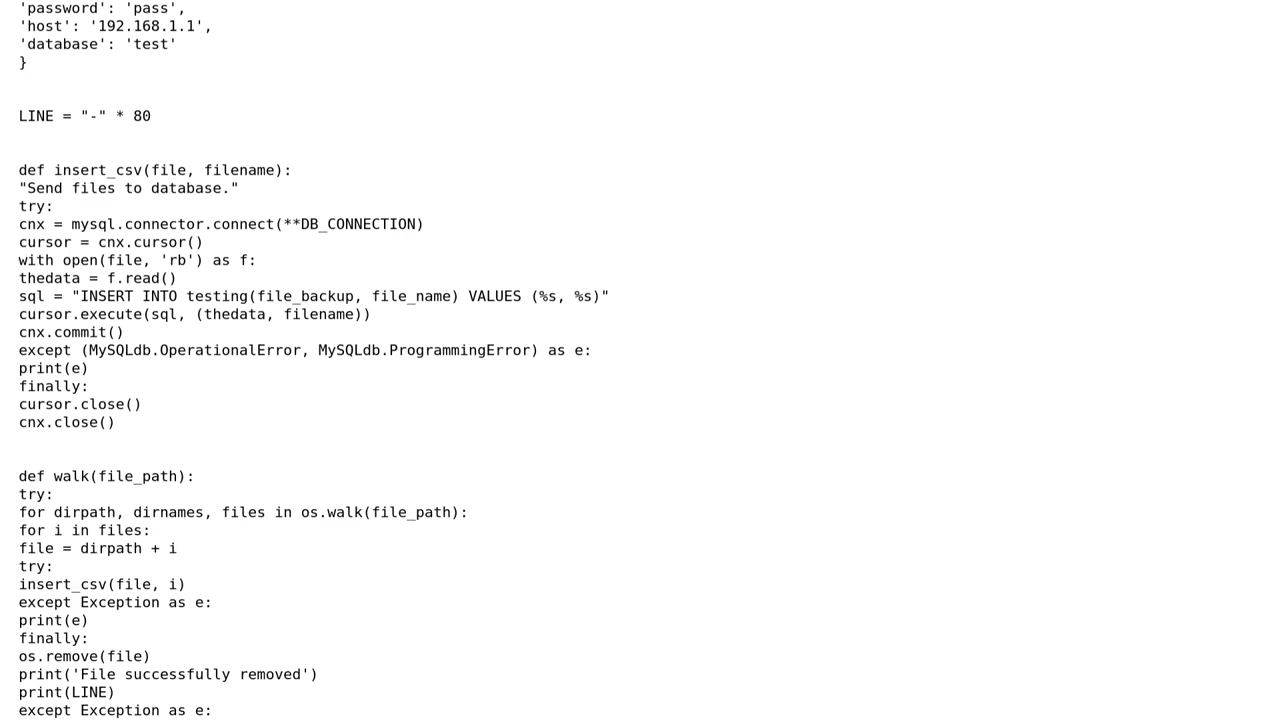 'password': 'pass',
'host': '192.168.1.1',
'database': 'test'
}
LINE = "-" * 80
def insert_csv(file, filename):
"Send files to database."
try:
cnx = mysql.connector.connect(**DB_CONNECTION)
cursor = cnx.cursor()
with open(file, 'rb') as f:
thedata = f.read()
sql = "INSERT INTO testing(file_backup, file_name) VALUES (%s, %s)"
cursor.execute(sql, (thedata, filename))
cnx.commit()
except (MySQLdb.OperationalError, MySQLdb.ProgrammingError) as e:
print(e)
finally:
cursor.close()
cnx.close()
def walk(file_path):
try:
for dirpath, dirnames, files in os.walk(file_path):
for i in files:
file = dirpath + i
try:
insert_csv(file, i)
except Exception as e:
print(e)
finally:
os.remove(file)
print('File successfully removed')
print(LINE)
except Exception as e: